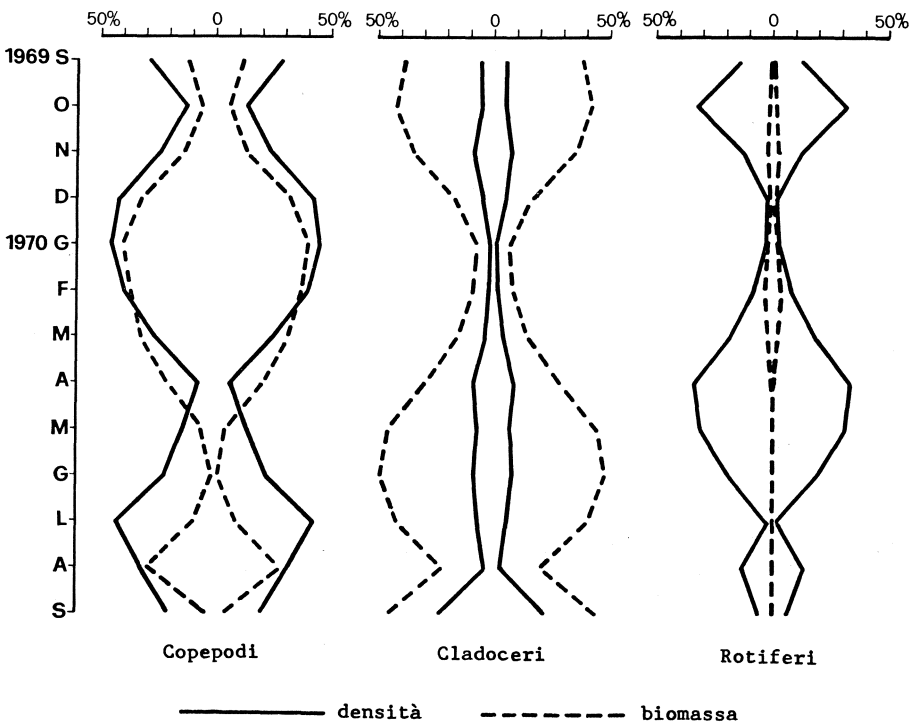 50% 0 50% 50% 0 50% 50% 0 50%
1969 S
O
N
D
1970 G
F
M
A
M
G
L
A
S
Copepodi Cladoceri Rotiferi
densità biomassa